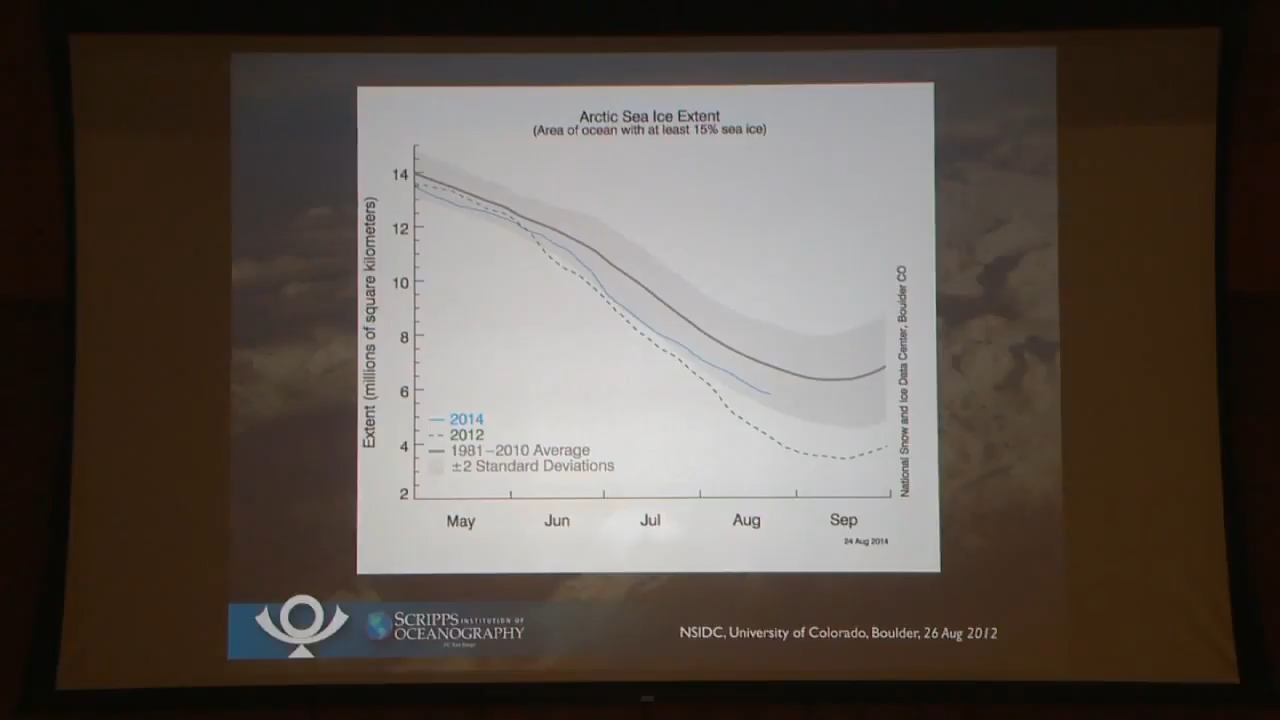 Arctic Sea Ice Extent
(Area of ocean with at least 15% sea ice)
Extent (millions of square kilometers)
14
12
10
8
6
4
2
2014
2012
1981–2010 Average
±2 Standard Deviations
May Jun Jul Aug Sep
24 Aug 2014
National Snow and Ice Data Center, Boulder CO
SCRIPPS INSTITUTION OF
OCEANOGRAPHY
NSIDC, University of Colorado, Boulder, 26 Aug 2012